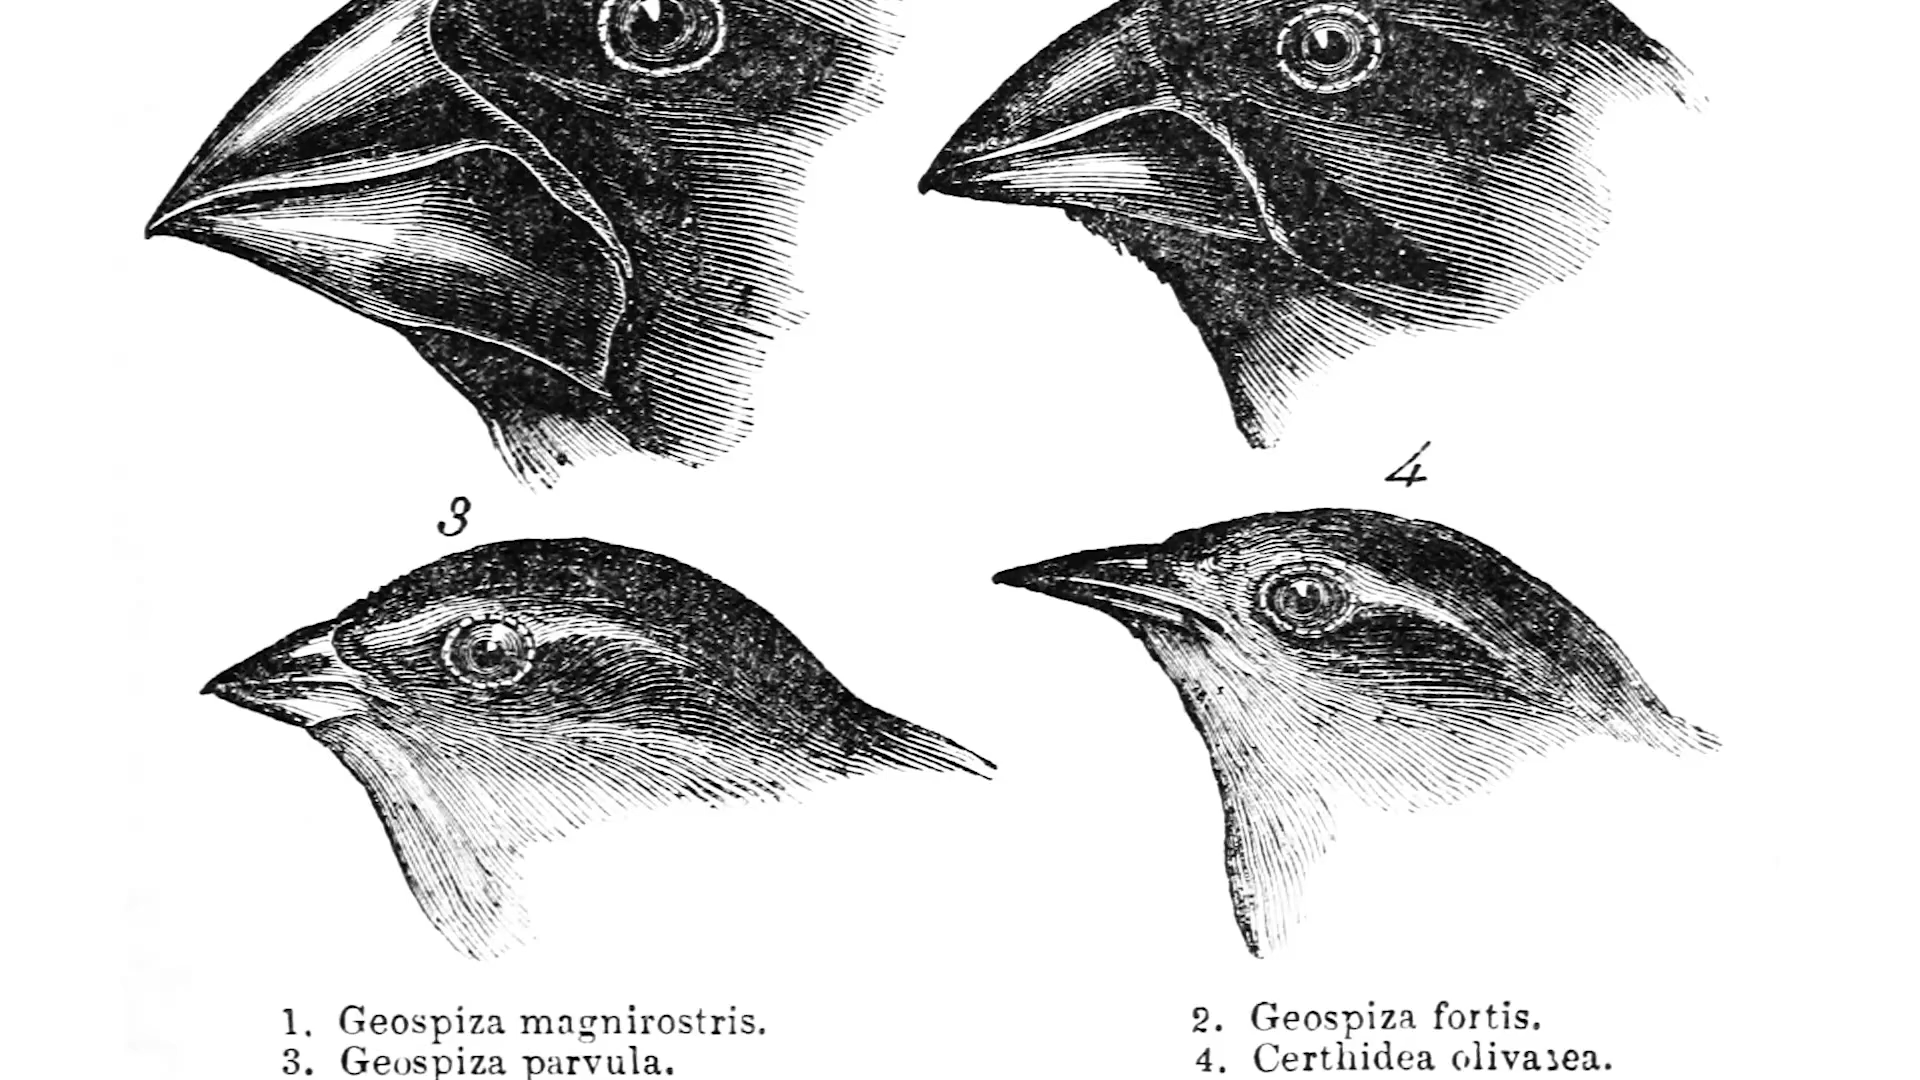 4
3
1. Geospiza magnirostris. 2. Geospiza fortis.
3. Geospiza parvula. 4. Certhidea olivasea.